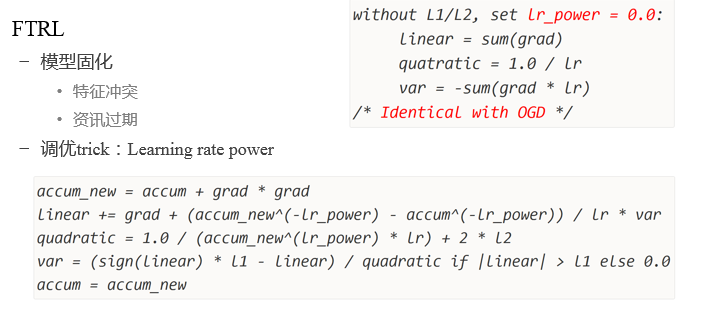 FTRL
– 模型固化
• 特征冲突
• 资讯过期
– 调优trick：Learning rate power
without L1/L2, set lr_power = 0.0:
linear = sum(grad)
quatratic = 1.0 / lr
var = -sum(grad * lr)
/* Identical with OGD */
accum_new = accum + grad * grad
linear += grad + (accum_new^(-lr_power) - accum^(-lr_power)) / lr * var
quadratic = 1.0 / (accum_new^(lr_power) * lr) + 2 * l2
var = (sign(linear) * l1 - linear) / quadratic if |linear| > l1 else 0.0
accum = accum_new